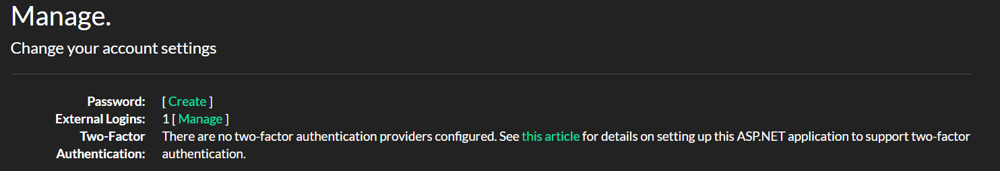 Manage.
Change your account settings
Password: [ Create ]
External Logins: 1 [ Manage ]
Two-Factor There are no two-factor authentication providers configured. See this article for details on setting up this ASP.NET application to support two-factor
Authentication: authentication.